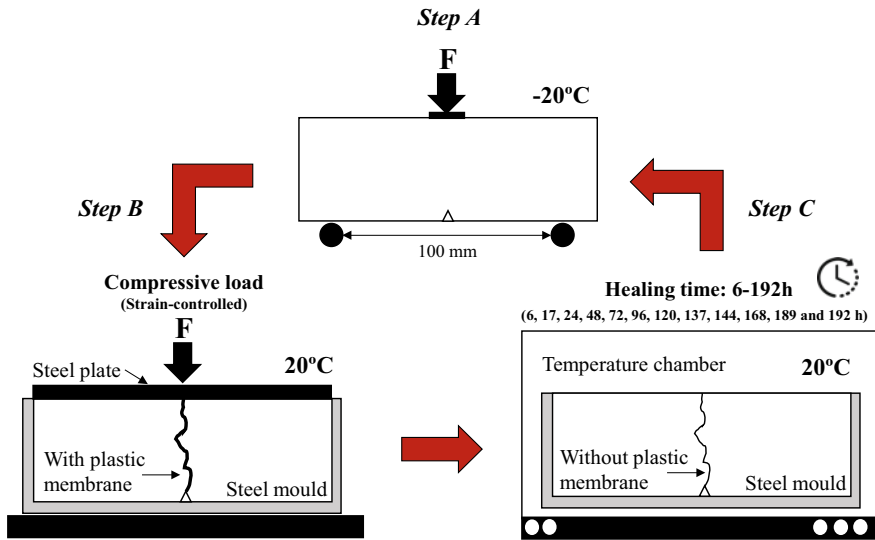 Step A
F
-20ºC
100 mm
Step B
Compressive load
(Strain-controlled)
F
20ºC
Steel plate
With plastic
membrane
Steel mould
Step C
Healing time: 6-192h
(6, 17, 24, 48, 72, 96, 120, 137, 144, 168, 189 and 192 h)
Temperature chamber
20ºC
Without plastic
membrane
Steel mould